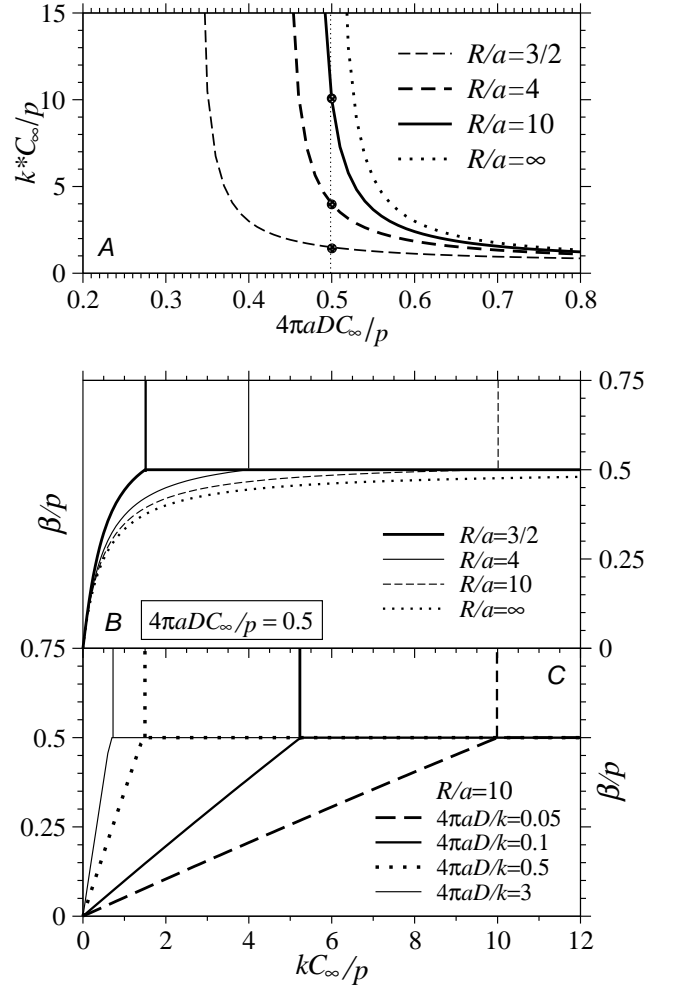 15
10
5
0
k*C∞/p
R/a=3/2
R/a=4
R/a=10
R/a=∞
A
0.2 0.3 0.4 0.5 0.6 0.7 0.8
4πaDC∞/p
0.75
0.5
0.25
0
β/p
R/a=3/2
R/a=4
R/a=10
R/a=∞
B
4πaDC∞/p = 0.5
0.75
0.5
0.25
0
C
β/p
R/a=10
4πaD/k=0.05
4πaD/k=0.1
4πaD/k=0.5
4πaD/k=3
0 2 4 6 8 10 12
kC∞/p